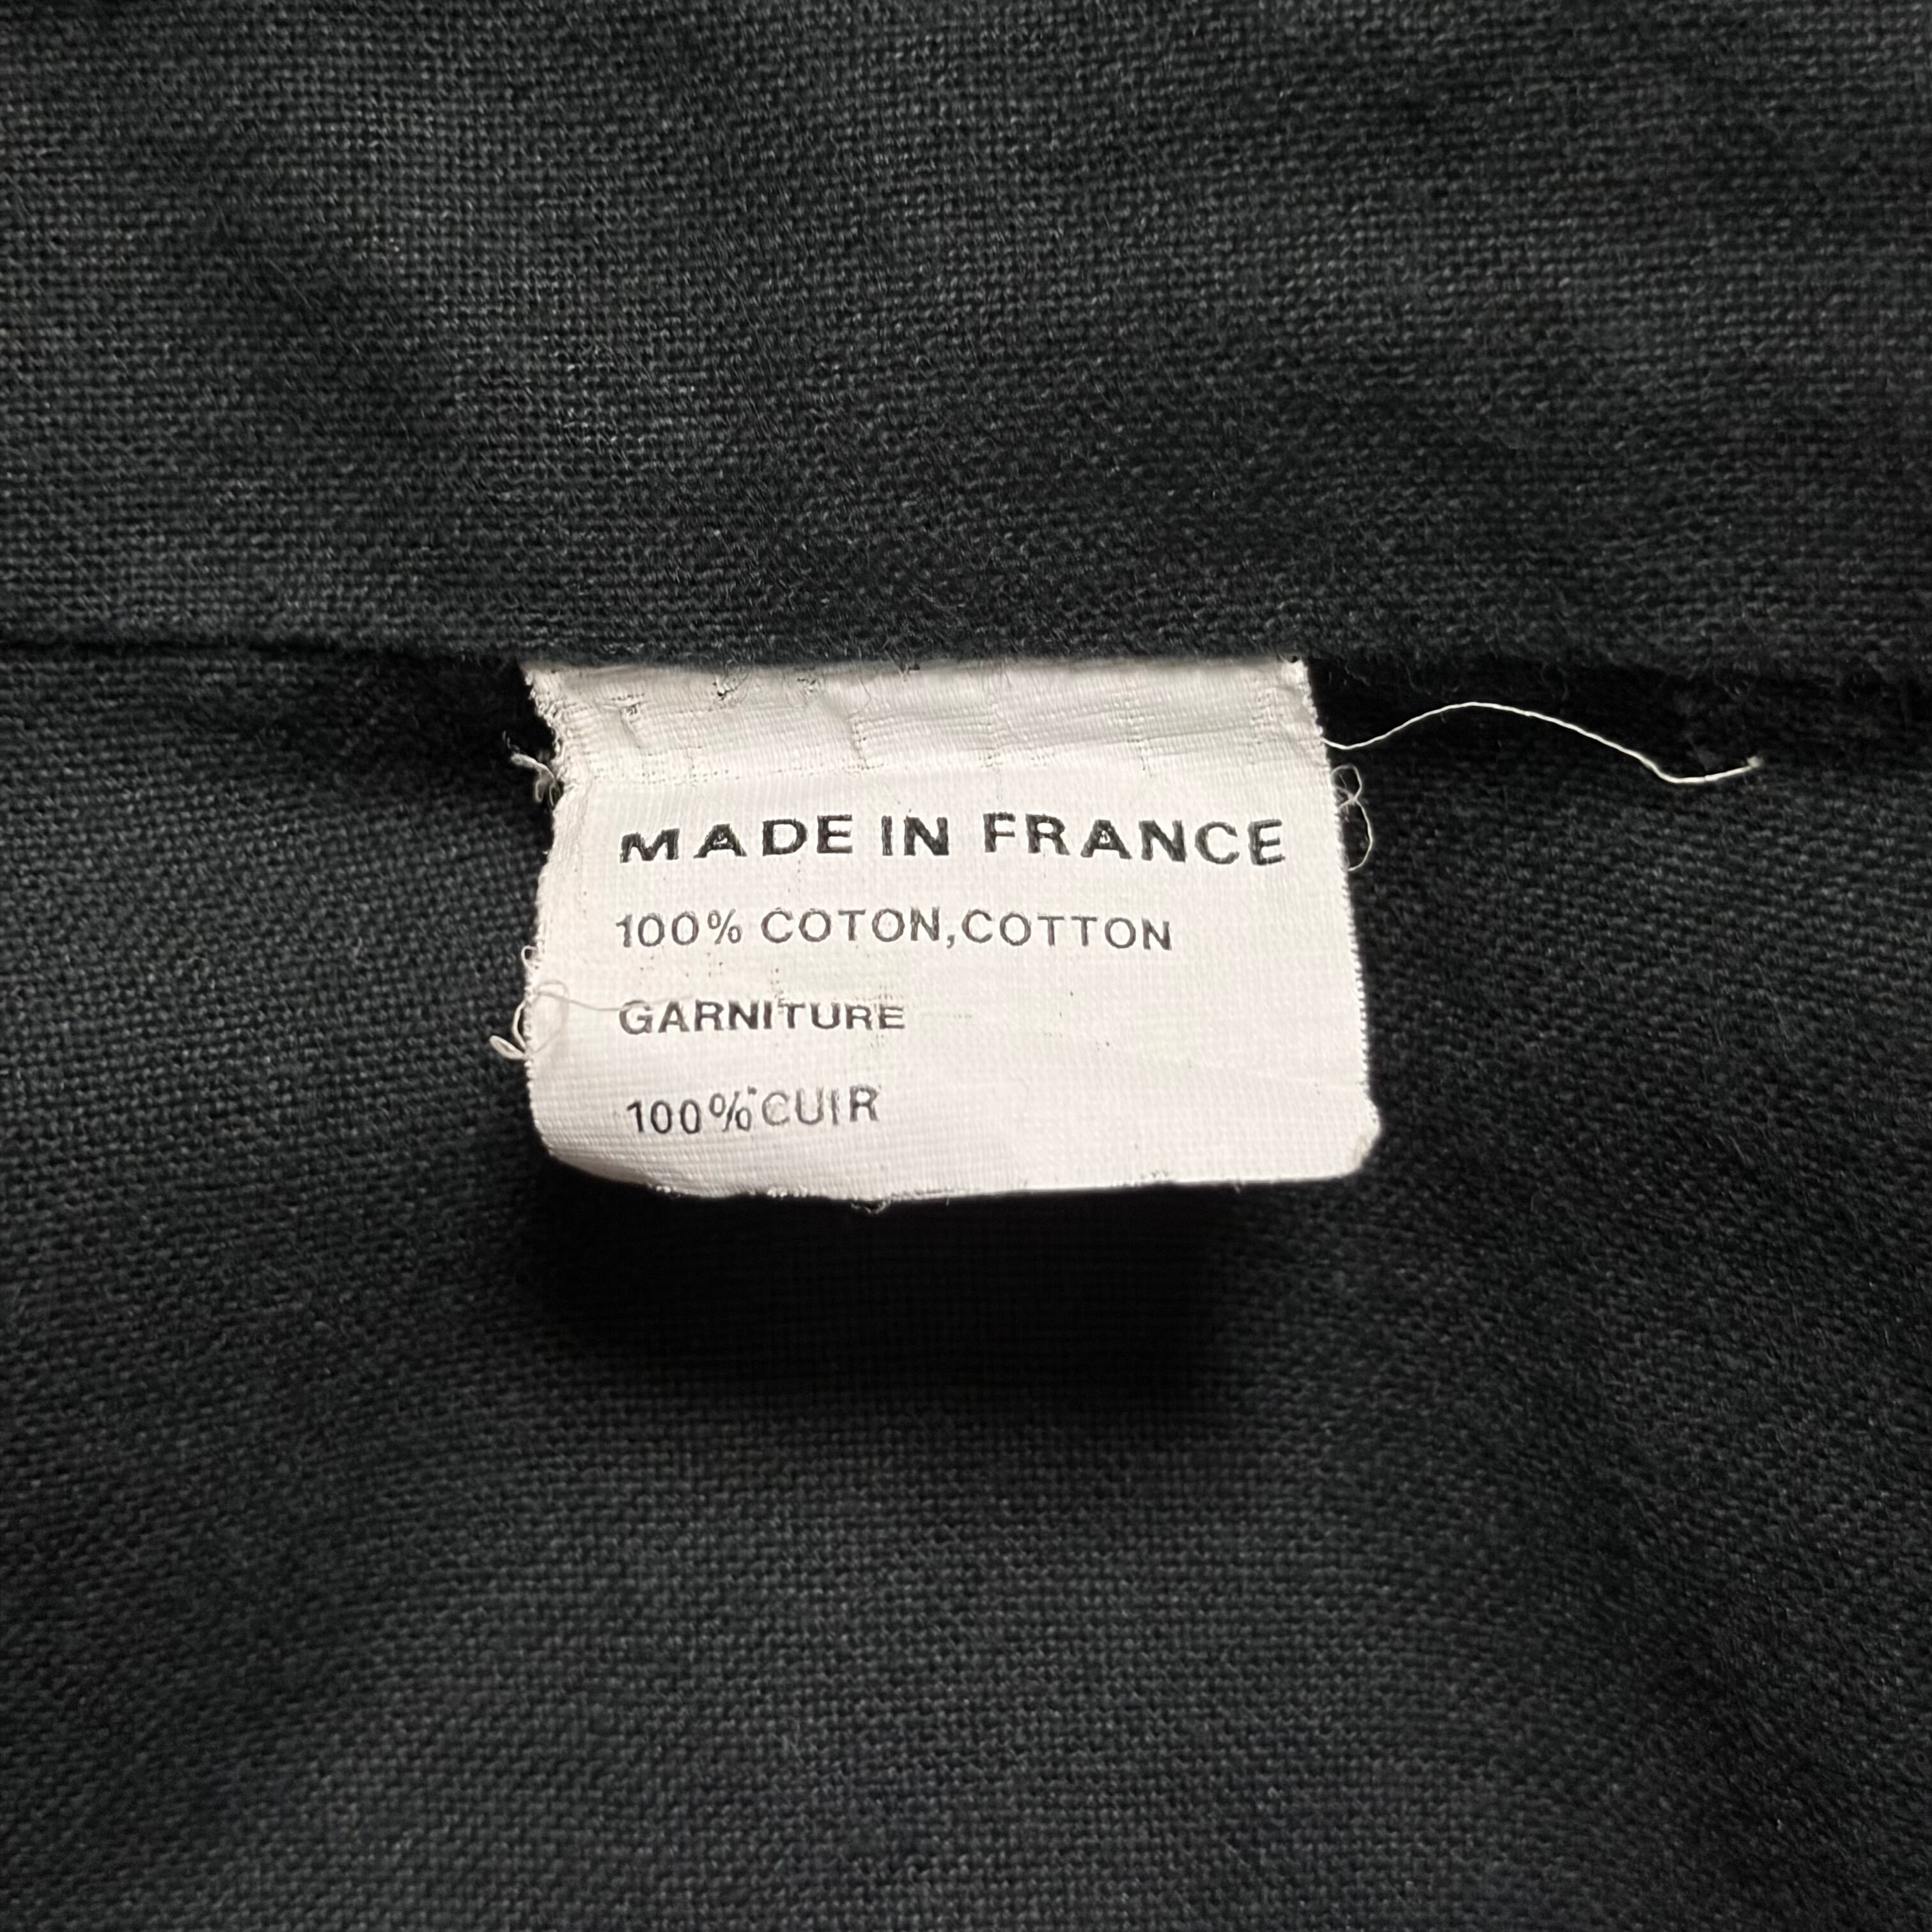 MADE IN FRANCE
100% COTON,COTTON
GARNITURE
100% CUIR